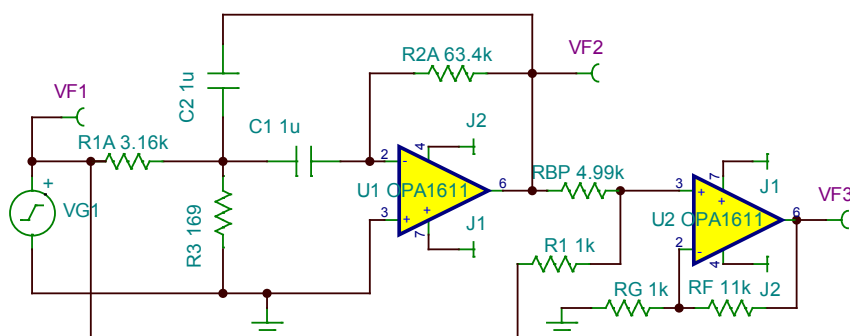 R2A 63.4k
VF2
VF1
C2 1u
C1 1u
J2
R1A 3.16k
4
2
-
RBP 4.99k
7
J1
+
VG1
U1 OPA1611
6
3
+
VF3
R3 169
3
+
+
U2 OPA1611
6
+
7
J1
R1 1k
2
-
4
RG 1k
RF 11k
J2